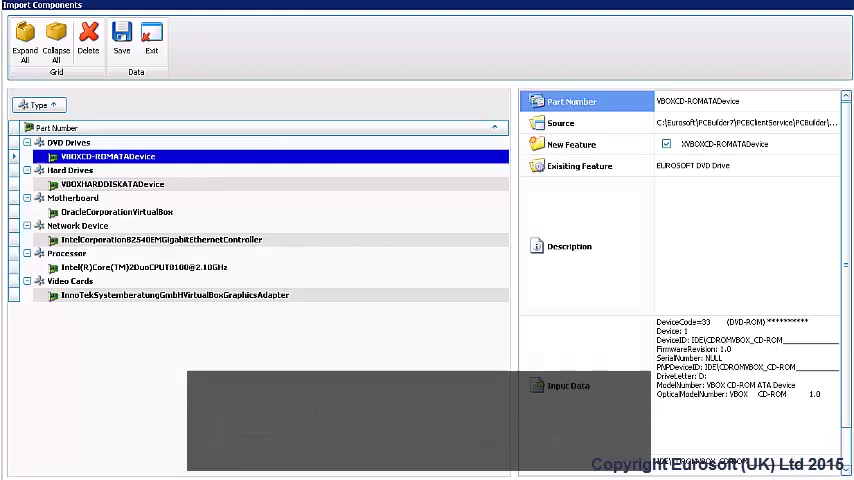 Import Components
Expand All
Collapse All
Delete
Save
Exit
Grid
Data
Type
Part Number
DVD Drives
VBOXCD-ROMATADevice
Hard Drives
VBOXHARDDISKATADevice
Motherboard
OracleCorporationVirtualBox
Network Device
IntelCorporation82540EMGigabitEthernetController
Processor
Intel(R)Core(TM)2DuoCPUT8100@2.10GHz
Video Cards
InnoTekSystemberatungGmbHVirtualBoxGraphicsAdapter
Part Number VBOXCD-ROMATADevice
Source C:\Eurosoft\PCBuilder7\PCBClientService\PCBuilder\...
New Feature XVBOXCD-ROMATADevice
Exisiting Feature EUROSOFT DVD Drive
Description
Input Data
DeviceCode=33 (DVD-ROM) **********
Device: 1
DeviceID: IDE\CDROMVBOX_CD-ROM
FirmwareRevision: 1.0
SerialNumber: NULL
PNPDeviceID: IDE\CDROMVBOX_CD-ROM
DriveLetter: D:
ModelNumber: VBOX CD-ROM ATA Device
OpticalModelNumber: VBOX CD-ROM 1.0
Copyright Eurosoft (UK) Ltd 2015